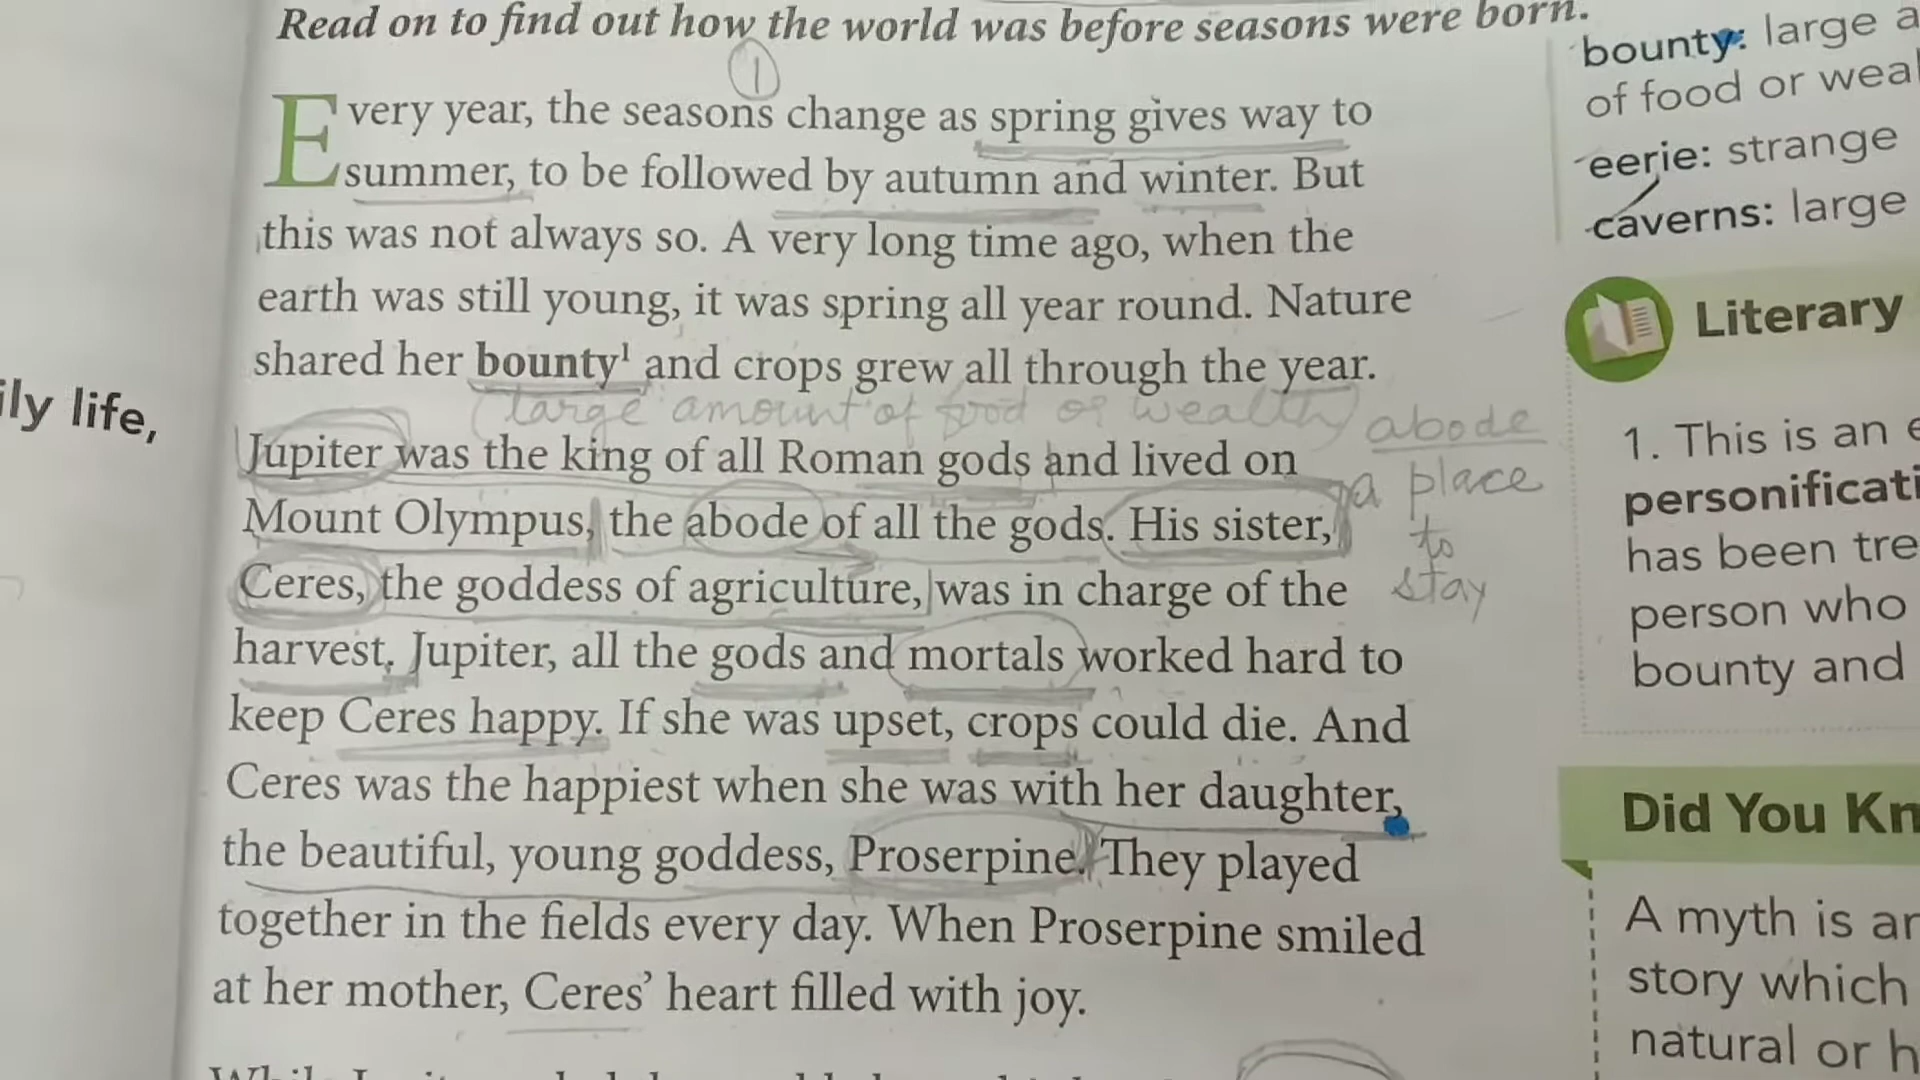 Read on to find out how the world was before seasons were born.
1
Every year, the seasons change as spring gives way to
summer, to be followed by autumn and winter. But
this was not always so. A very long time ago, when the
earth was still young, it was spring all year round. Nature
shared her bounty¹ and crops grew all through the year.
(large amount of food or wealth)
Jupiter was the king of all Roman gods and lived on
Mount Olympus, the abode of all the gods. His sister,
Ceres, the goddess of agriculture, was in charge of the
harvest. Jupiter, all the gods and mortals worked hard to
keep Ceres happy. If she was upset, crops could die. And
Ceres was the happiest when she was with her daughter,
the beautiful, young goddess, Proserpine. They played
together in the fields every day. When Proserpine smiled
at her mother, Ceres’ heart filled with joy.
abode
a place
to
stay
ily life,
bounty: large a
of food or weal
eerie: strange
caverns: large
Literary
1. This is an e
personificati
has been tre
person who
bounty and
Did You Kn
A myth is an
story which
natural or h